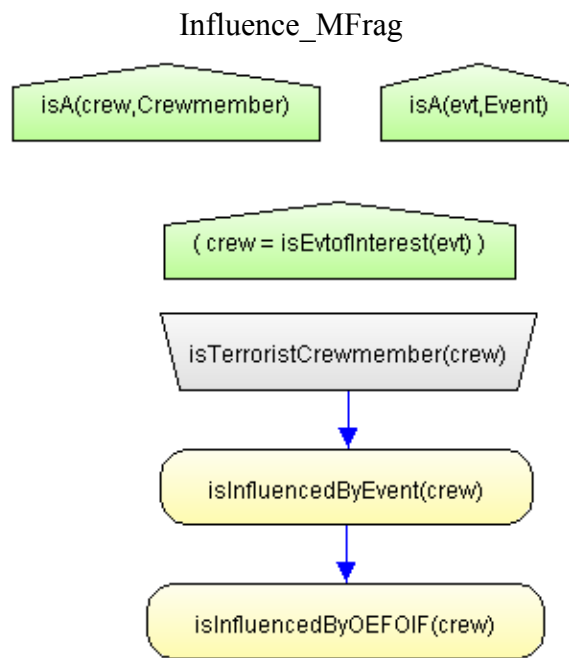 Influence_MFrag
isA(crew,Crewmember)
isA(evt,Event)
( crew = isEvtofInterest(evt) )
isTerroristCrewmember(crew)
isInfluencedByEvent(crew)
isInfluencedByOEFOIF(crew)